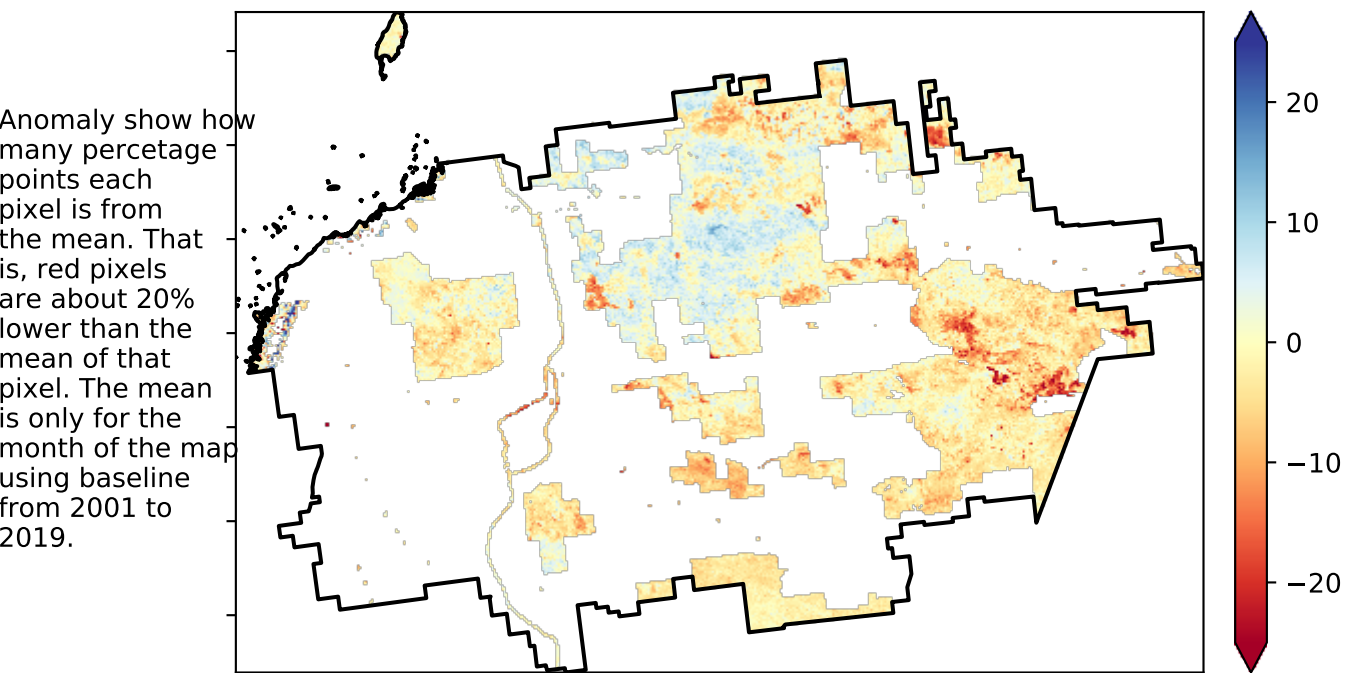 Anomaly show how
many percetage
points each
pixel is from
the mean. That
is, red pixels
are about 20%
lower than the
mean of that
pixel. The mean
is only for the
month of the map
using baseline
from 2001 to
2019.
20
10
0
−10
−20